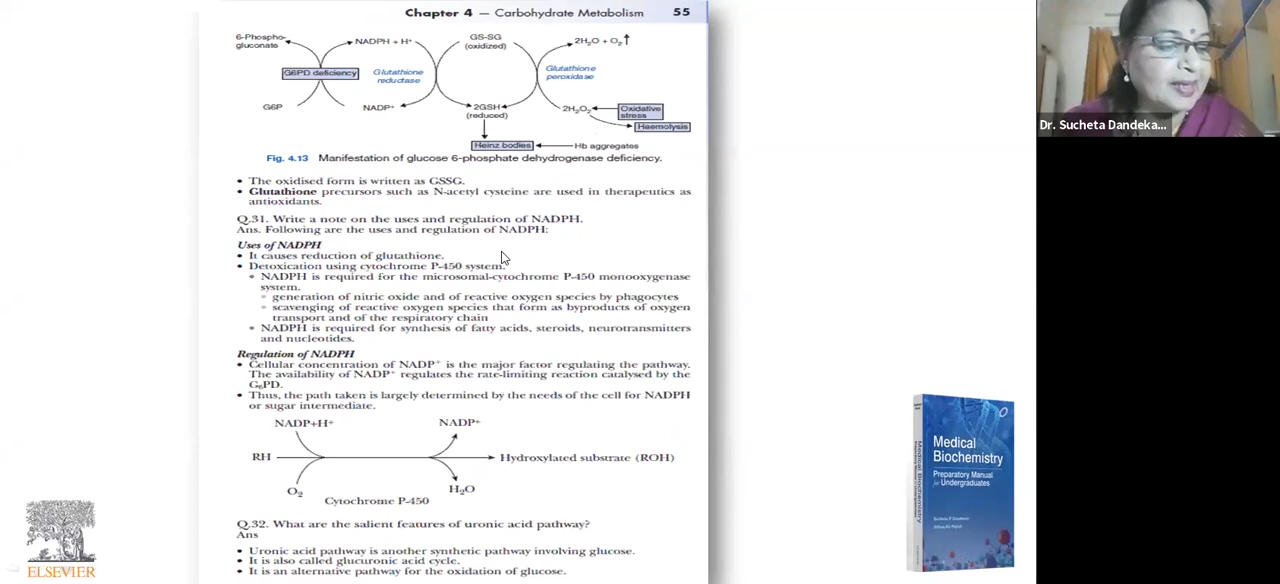 Chapter 4 — Carbohydrate Metabolism 55
6-Phospho-
gluconate
NADPH + H+
GS-SG
(oxidized)
2H2O + O2↑
G6PD deficiency
Glutathione
reductase
Glutathione
peroxidase
G6P
NADP+
2GSH
(reduced)
2H2O2
Oxidative
stress
Haemolysis
Heinz bodies
Hb aggregates
Fig. 4.13 Manifestation of glucose 6-phosphate dehydrogenase deficiency.
• The oxidised form is written as GSSG.
• Glutathione precursors such as N-acetyl cysteine are used in therapeutics as
antioxidants.
Q.31. Write a note on the uses and regulation of NADPH.
Ans. Following are the uses and regulation of NADPH:
Uses of NADPH
• It causes reduction of glutathione.
• Detoxication using cytochrome P-450 system.
• NADPH is required for the microsomal-cytochrome P-450 monooxygenase
system.
generation of nitric oxide and of reactive oxygen species by phagocytes
scavenging of reactive oxygen species that form as byproducts of oxygen
transport and of the respiratory chain
• NADPH is required for synthesis of fatty acids, steroids, neurotransmitters
and nucleotides.
Regulation of NADPH
• Cellular concentration of NADP+ is the major factor regulating the pathway.
The availability of NADP+ regulates the rate-limiting reaction catalysed by the
G6PD.
• Thus, the path taken is largely determined by the needs of the cell for NADPH
or sugar intermediate.
NADP+H+
NADP+
RH
Hydroxylated substrate (ROH)
O2
H2O
Cytochrome P-450
Q.32. What are the salient features of uronic acid pathway?
Ans
• Uronic acid pathway is another synthetic pathway involving glucose.
• It is also called glucuronic acid cycle.
• It is an alternative pathway for the oxidation of glucose.
Dr. Sucheta Dandeka...
Medical
Biochemistry
Preparatory Manual
for Undergraduates
ELSEVIER